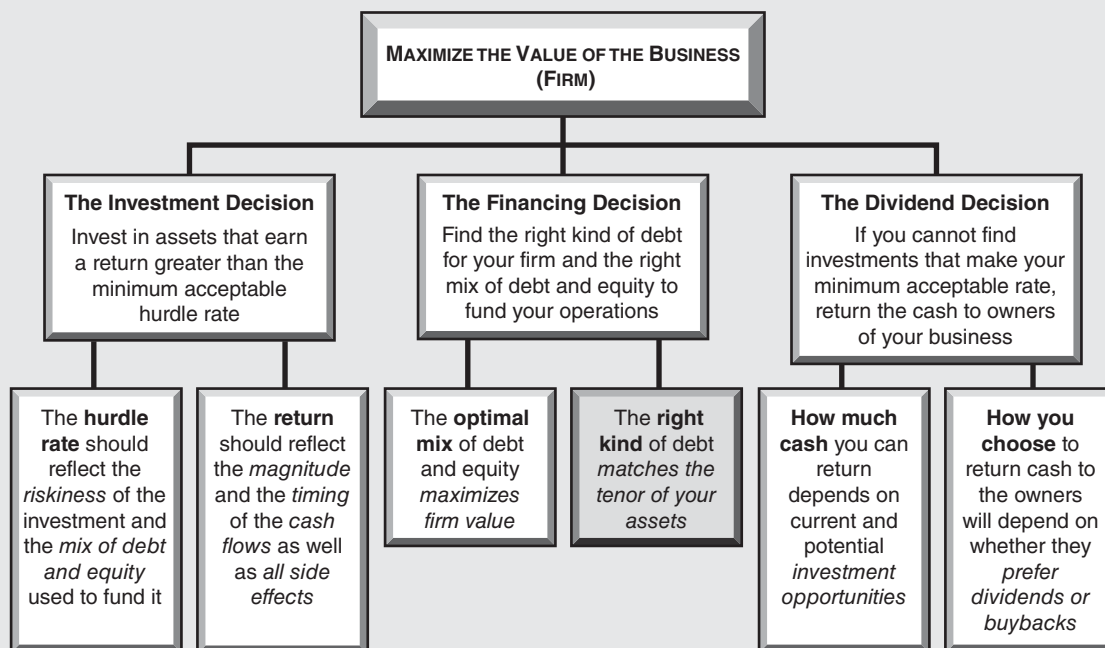 MAXIMIZE THE VALUE OF THE BUSINESS
(FIRM)
The Investment Decision
Invest in assets that earn
a return greater than the
minimum acceptable
hurdle rate
The Financing Decision
Find the right kind of debt
for your firm and the right
mix of debt and equity to
fund your operations
The Dividend Decision
If you cannot find
investments that make your
minimum acceptable rate,
return the cash to owners
of your business
The hurdle
rate should
reflect the
riskiness of the
investment and
the mix of debt
and equity
used to fund it
The return
should reflect
the magnitude
and the timing
of the cash
flows as well
as all side
effects
The optimal
mix of debt
and equity
maximizes
firm value
The right
kind of debt
matches the
tenor of your
assets
How much
cash you can
return
depends on
current and
potential
investment
opportunities
How you
choose to
return cash to
the owners
will depend on
whether they
prefer
dividends or
buybacks